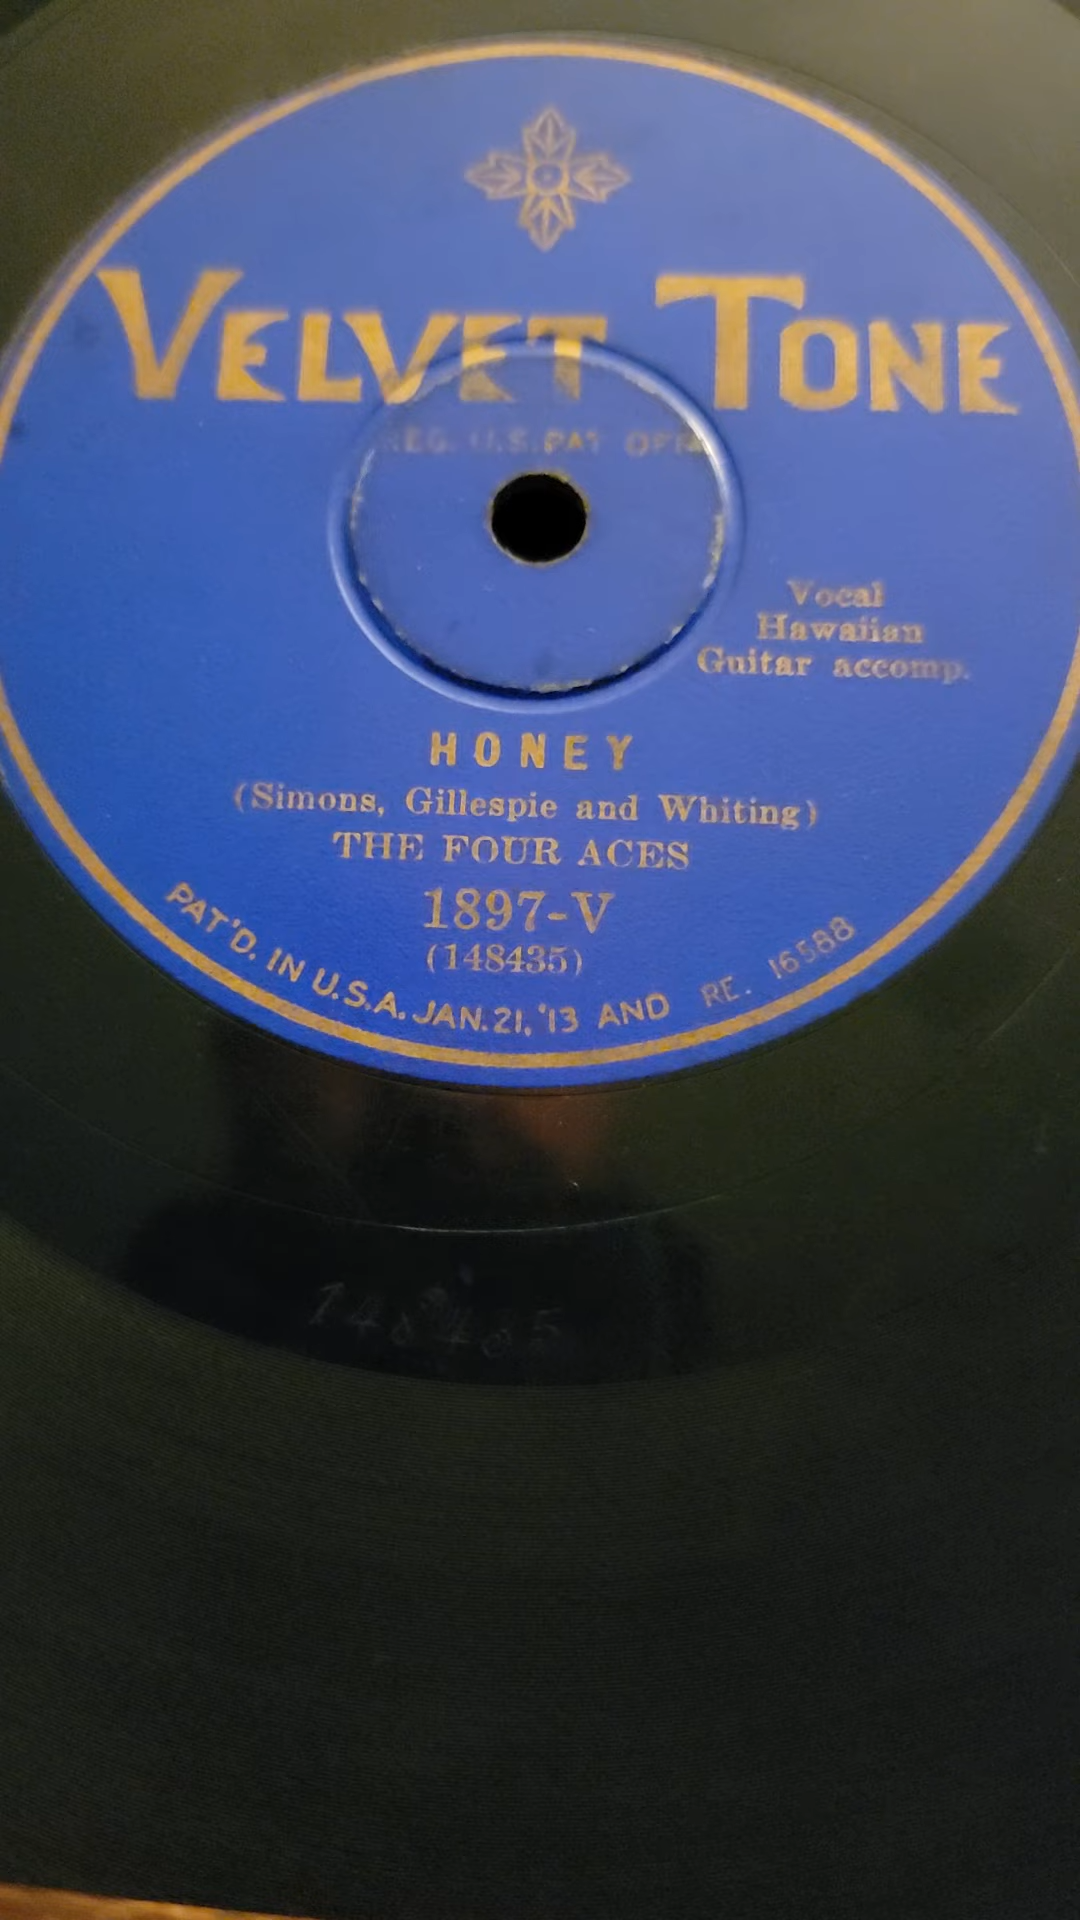 VELVET TONE
REG. U.S. PAT OFF.
Vocal
Hawaiian
Guitar accomp.
HONEY
(Simons, Gillespie and Whiting)
THE FOUR ACES
1897-V
(148435)
PAT'D. IN U.S.A. JAN.21,'13 AND RE. 16588
148435